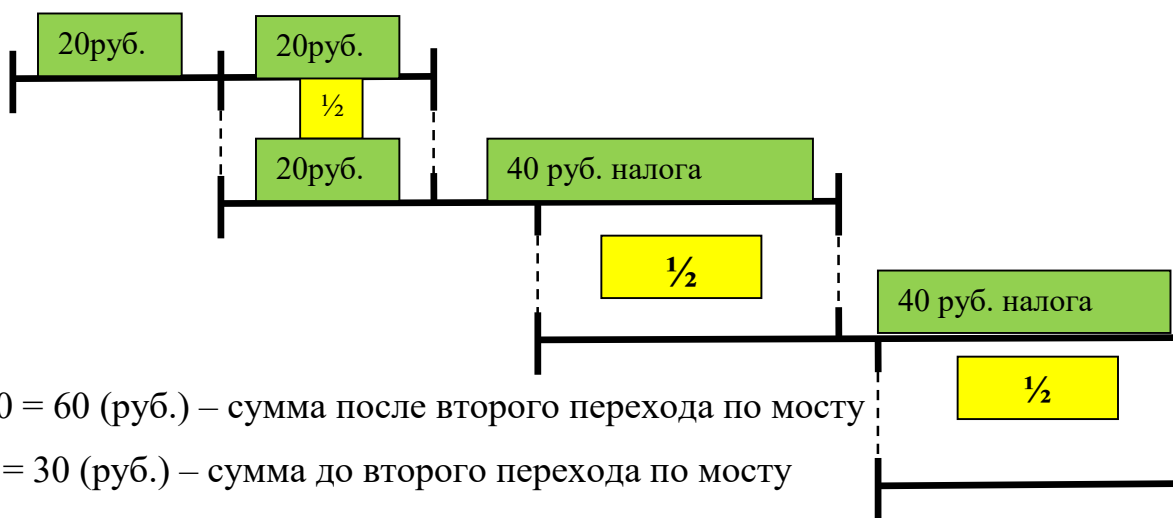 20руб.
20руб.
½
20руб.
40 руб. налога
½
40 руб. налога
½
0 = 60 (руб.) – сумма после второго перехода по мосту
= 30 (руб.) – сумма до второго перехода по мосту